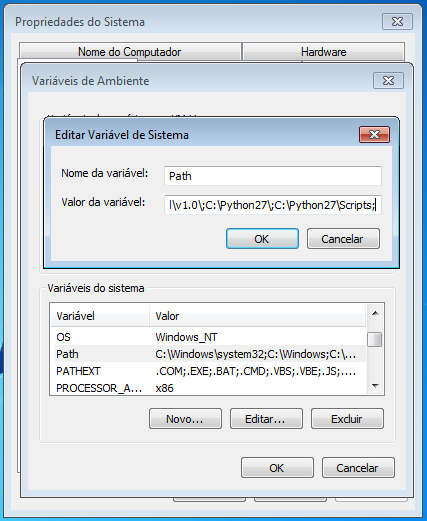 Propriedades do Sistema
Nome do Computador Hardware
Variáveis de Ambiente
Editar Variável de Sistema
Nome da variável: Path
Valor da variável: l\v1.0\;C:\Python27\;C:\Python27\Scripts;
OK Cancelar
Variáveis do sistema
Variável Valor
OS Windows_NT
Path C:\Windows\system32;C:\Windows;C:\...
PATHEXT .COM;.EXE;.BAT;.CMD;.VBS;.VBE;.JS;....
PROCESSOR_A... x86
Novo... Editar... Excluir
OK Cancelar